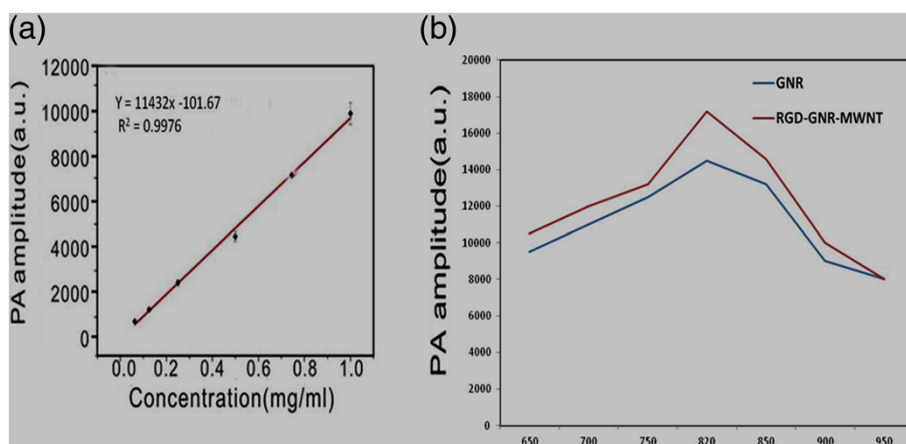 (a)
12000
10000
8000
6000
4000
2000
0
PA amplitude(a.u.)
Y = 11432x -101.67
R² = 0.9976
0.0 0.2 0.4 0.6 0.8 1.0
Concentration(mg/ml)
(b)
20000
18000
16000
14000
12000
10000
8000
6000
4000
2000
0
PA amplitude(a.u.)
GNR
RGD-GNR-MWNT
650 700 750 820 850 900 950